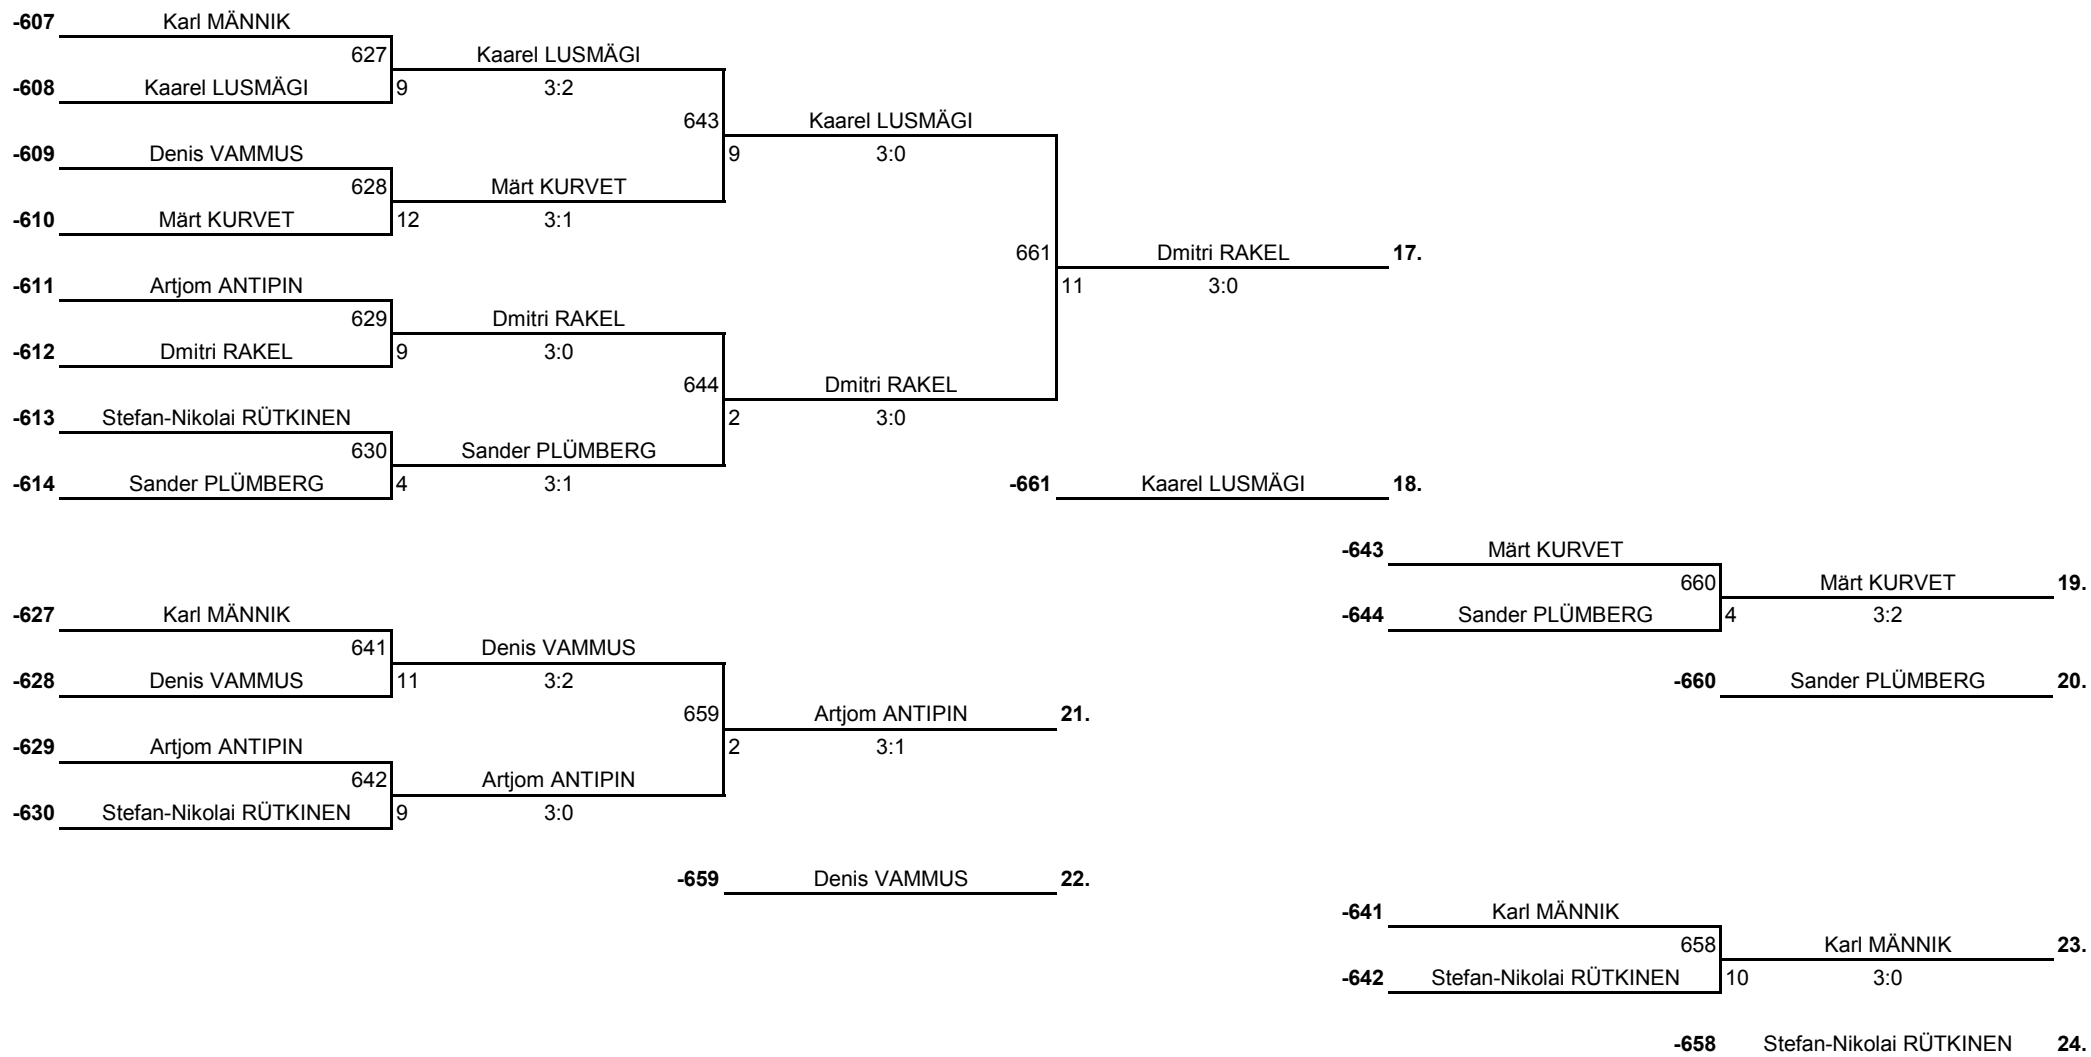 -607 Karl MÄNNIK
627 Kaarel LUSMÄGI
-608 Kaarel LUSMÄGI 9 3:2
643 Kaarel LUSMÄGI
-609 Denis VAMMUS 9 3:0
628 Märt KURVET
-610 Märt KURVET 12 3:1
661 Dmitri RAKEL 17.
-611 Artjom ANTIPIN 11 3:0
629 Dmitri RAKEL
-612 Dmitri RAKEL 9 3:0
644 Dmitri RAKEL
-613 Stefan-Nikolai RÜTKINEN 2 3:0
630 Sander PLÜMBERG
-614 Sander PLÜMBERG 4 3:1 -661 Kaarel LUSMÄGI 18.
-643 Märt KURVET
660 Märt KURVET 19.
-627 Karl MÄNNIK -644 Sander PLÜMBERG 4 3:2
641 Denis VAMMUS
-628 Denis VAMMUS 11 3:2 -660 Sander PLÜMBERG 20.
659 Artjom ANTIPIN 21.
-629 Artjom ANTIPIN 2 3:1
642 Artjom ANTIPIN
-630 Stefan-Nikolai RÜTKINEN 9 3:0
-659 Denis VAMMUS 22.
-641 Karl MÄNNIK
658 Karl MÄNNIK 23.
-642 Stefan-Nikolai RÜTKINEN 10 3:0
-658 Stefan-Nikolai RÜTKINEN 24.